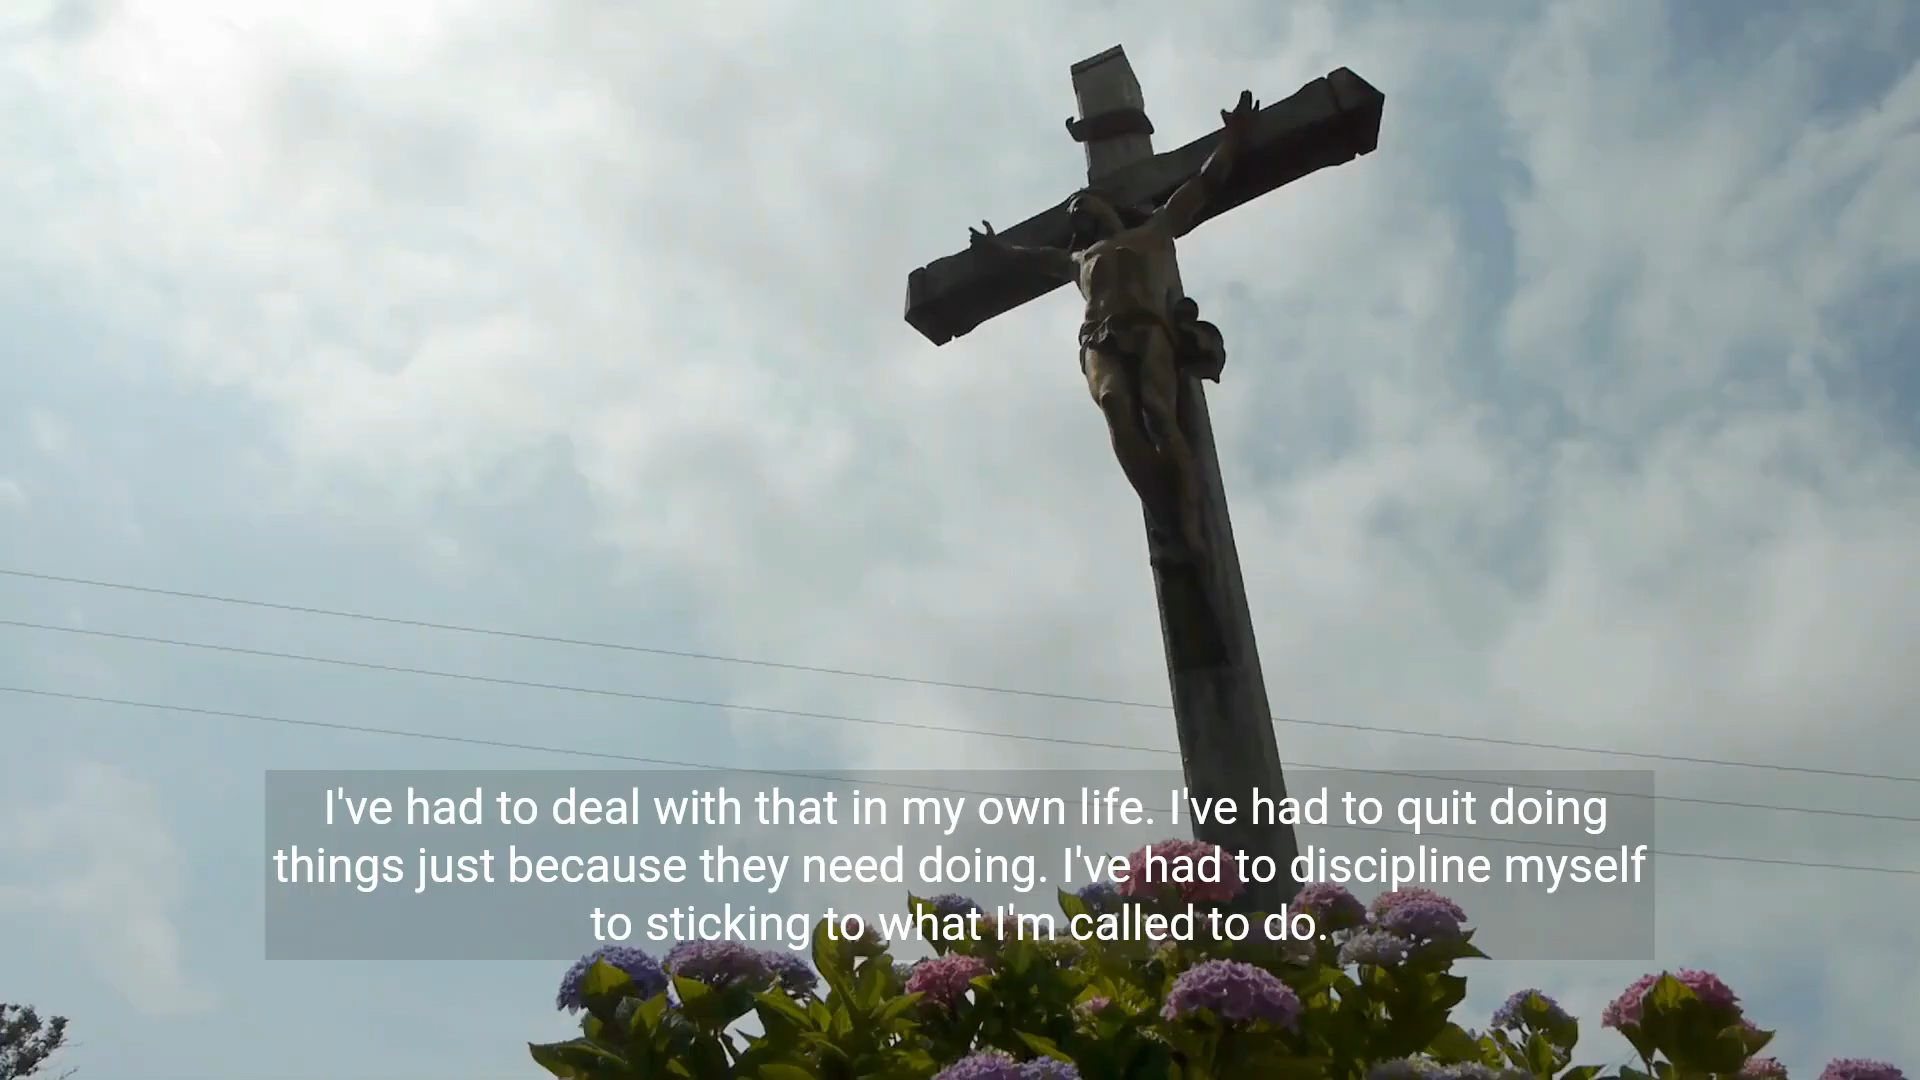 I've had to deal with that in my own life. I've had to quit doing
things just because they need doing. I've had to discipline myself
to sticking to what I'm called to do.